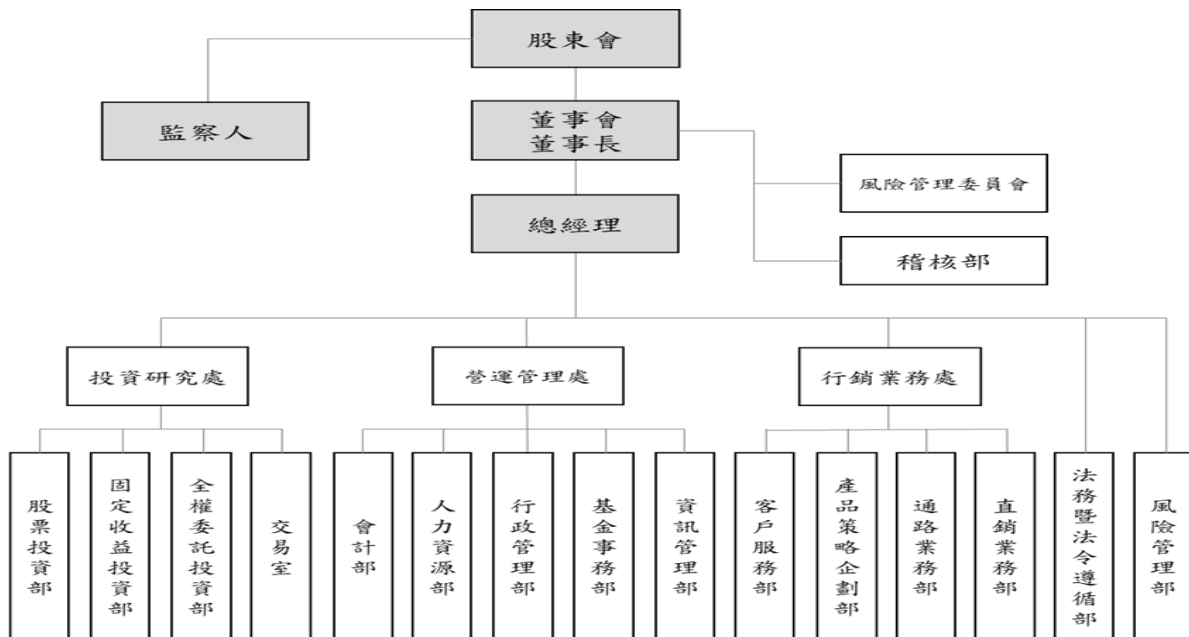 股東會
監察人
董事會
董事長
風險管理委員會
總經理
稽核部
投資研究處
營運管理處
行銷業務處
股票投資部
固定收益投資部
全權委託投資部
交易室
會計部
人力資源部
行政管理部
基金事務部
資訊管理部
客戶服務部
產品策略企劃部
通路業務部
直銷業務部
法務暨法令遵循部
風險管理部